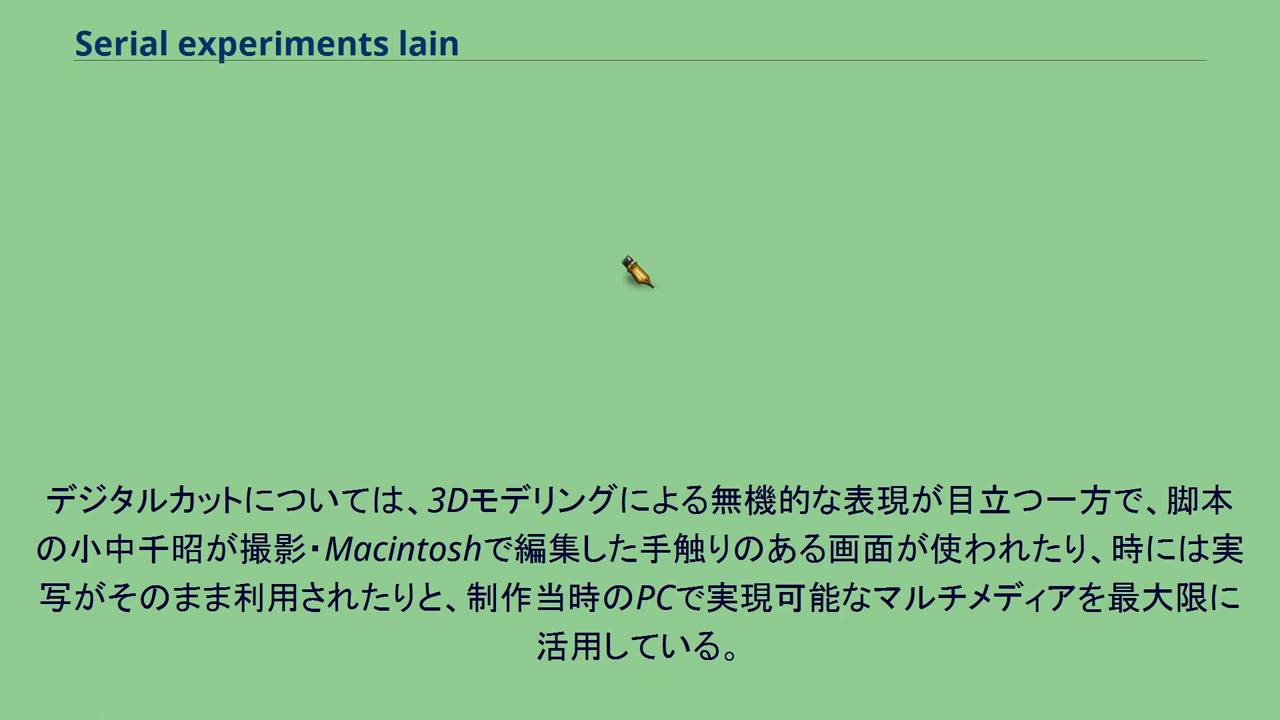 Serial experiments lain
デジタルカットについては、3Dモデリングによる無機的な表現が目立つ一方で、脚本
の小中千昭が撮影・Macintoshで編集した手触りのある画面が使われたり、時には実
写がそのまま利用されたりと、制作当時のPCで実現可能なマルチメディアを最大限に
活用している。